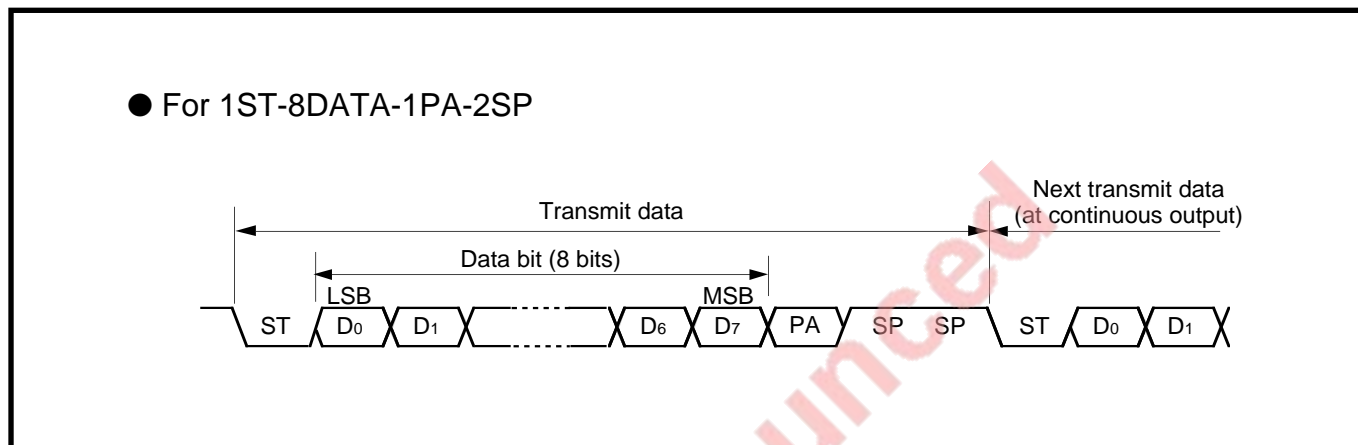 ● For 1ST-8DATA-1PA-2SP
Next transmit data
(at continuous output)
Transmit data
Data bit (8 bits)
LSB MSB
ST D0 D1 D6 D7 PA SP SP ST D0 D1
unced